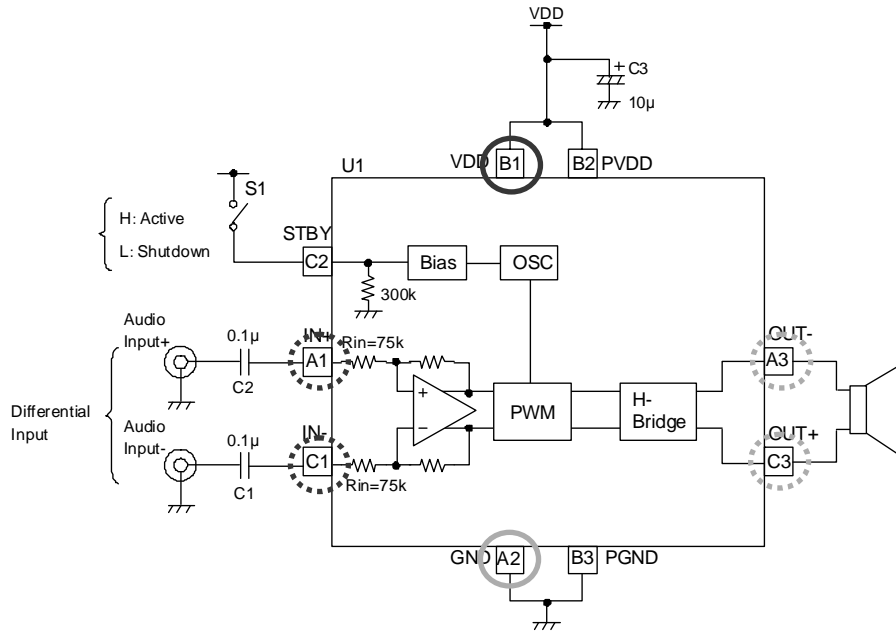 VDD
+ C3
10µ
U1
VDD B1
B2 PVDD
S1
H: Active
L: Shutdown
STBY
C2
Bias
OSC
300k
Audio
Input+
0.1µ
C2
IN+
A1
Rin=75k
OUT-
A3
Differential
Input
+
−
PWM
H-
Bridge
Audio
Input-
0.1µ
C1
IN-
C1
Rin=75k
OUT+
C3
GND A2
B3 PGND